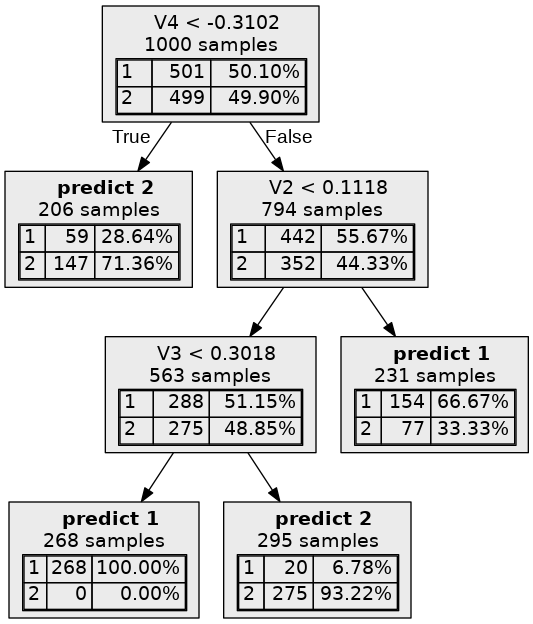 V4 < -0.3102
1000 samples
1 501 50.10%
2 499 49.90%
True
False
predict 2
206 samples
1 59 28.64%
2 147 71.36%
V2 < 0.1118
794 samples
1 442 55.67%
2 352 44.33%
V3 < 0.3018
563 samples
1 288 51.15%
2 275 48.85%
predict 1
231 samples
1 154 66.67%
2 77 33.33%
predict 1
268 samples
1 268 100.00%
2 0 0.00%
predict 2
295 samples
1 20 6.78%
2 275 93.22%